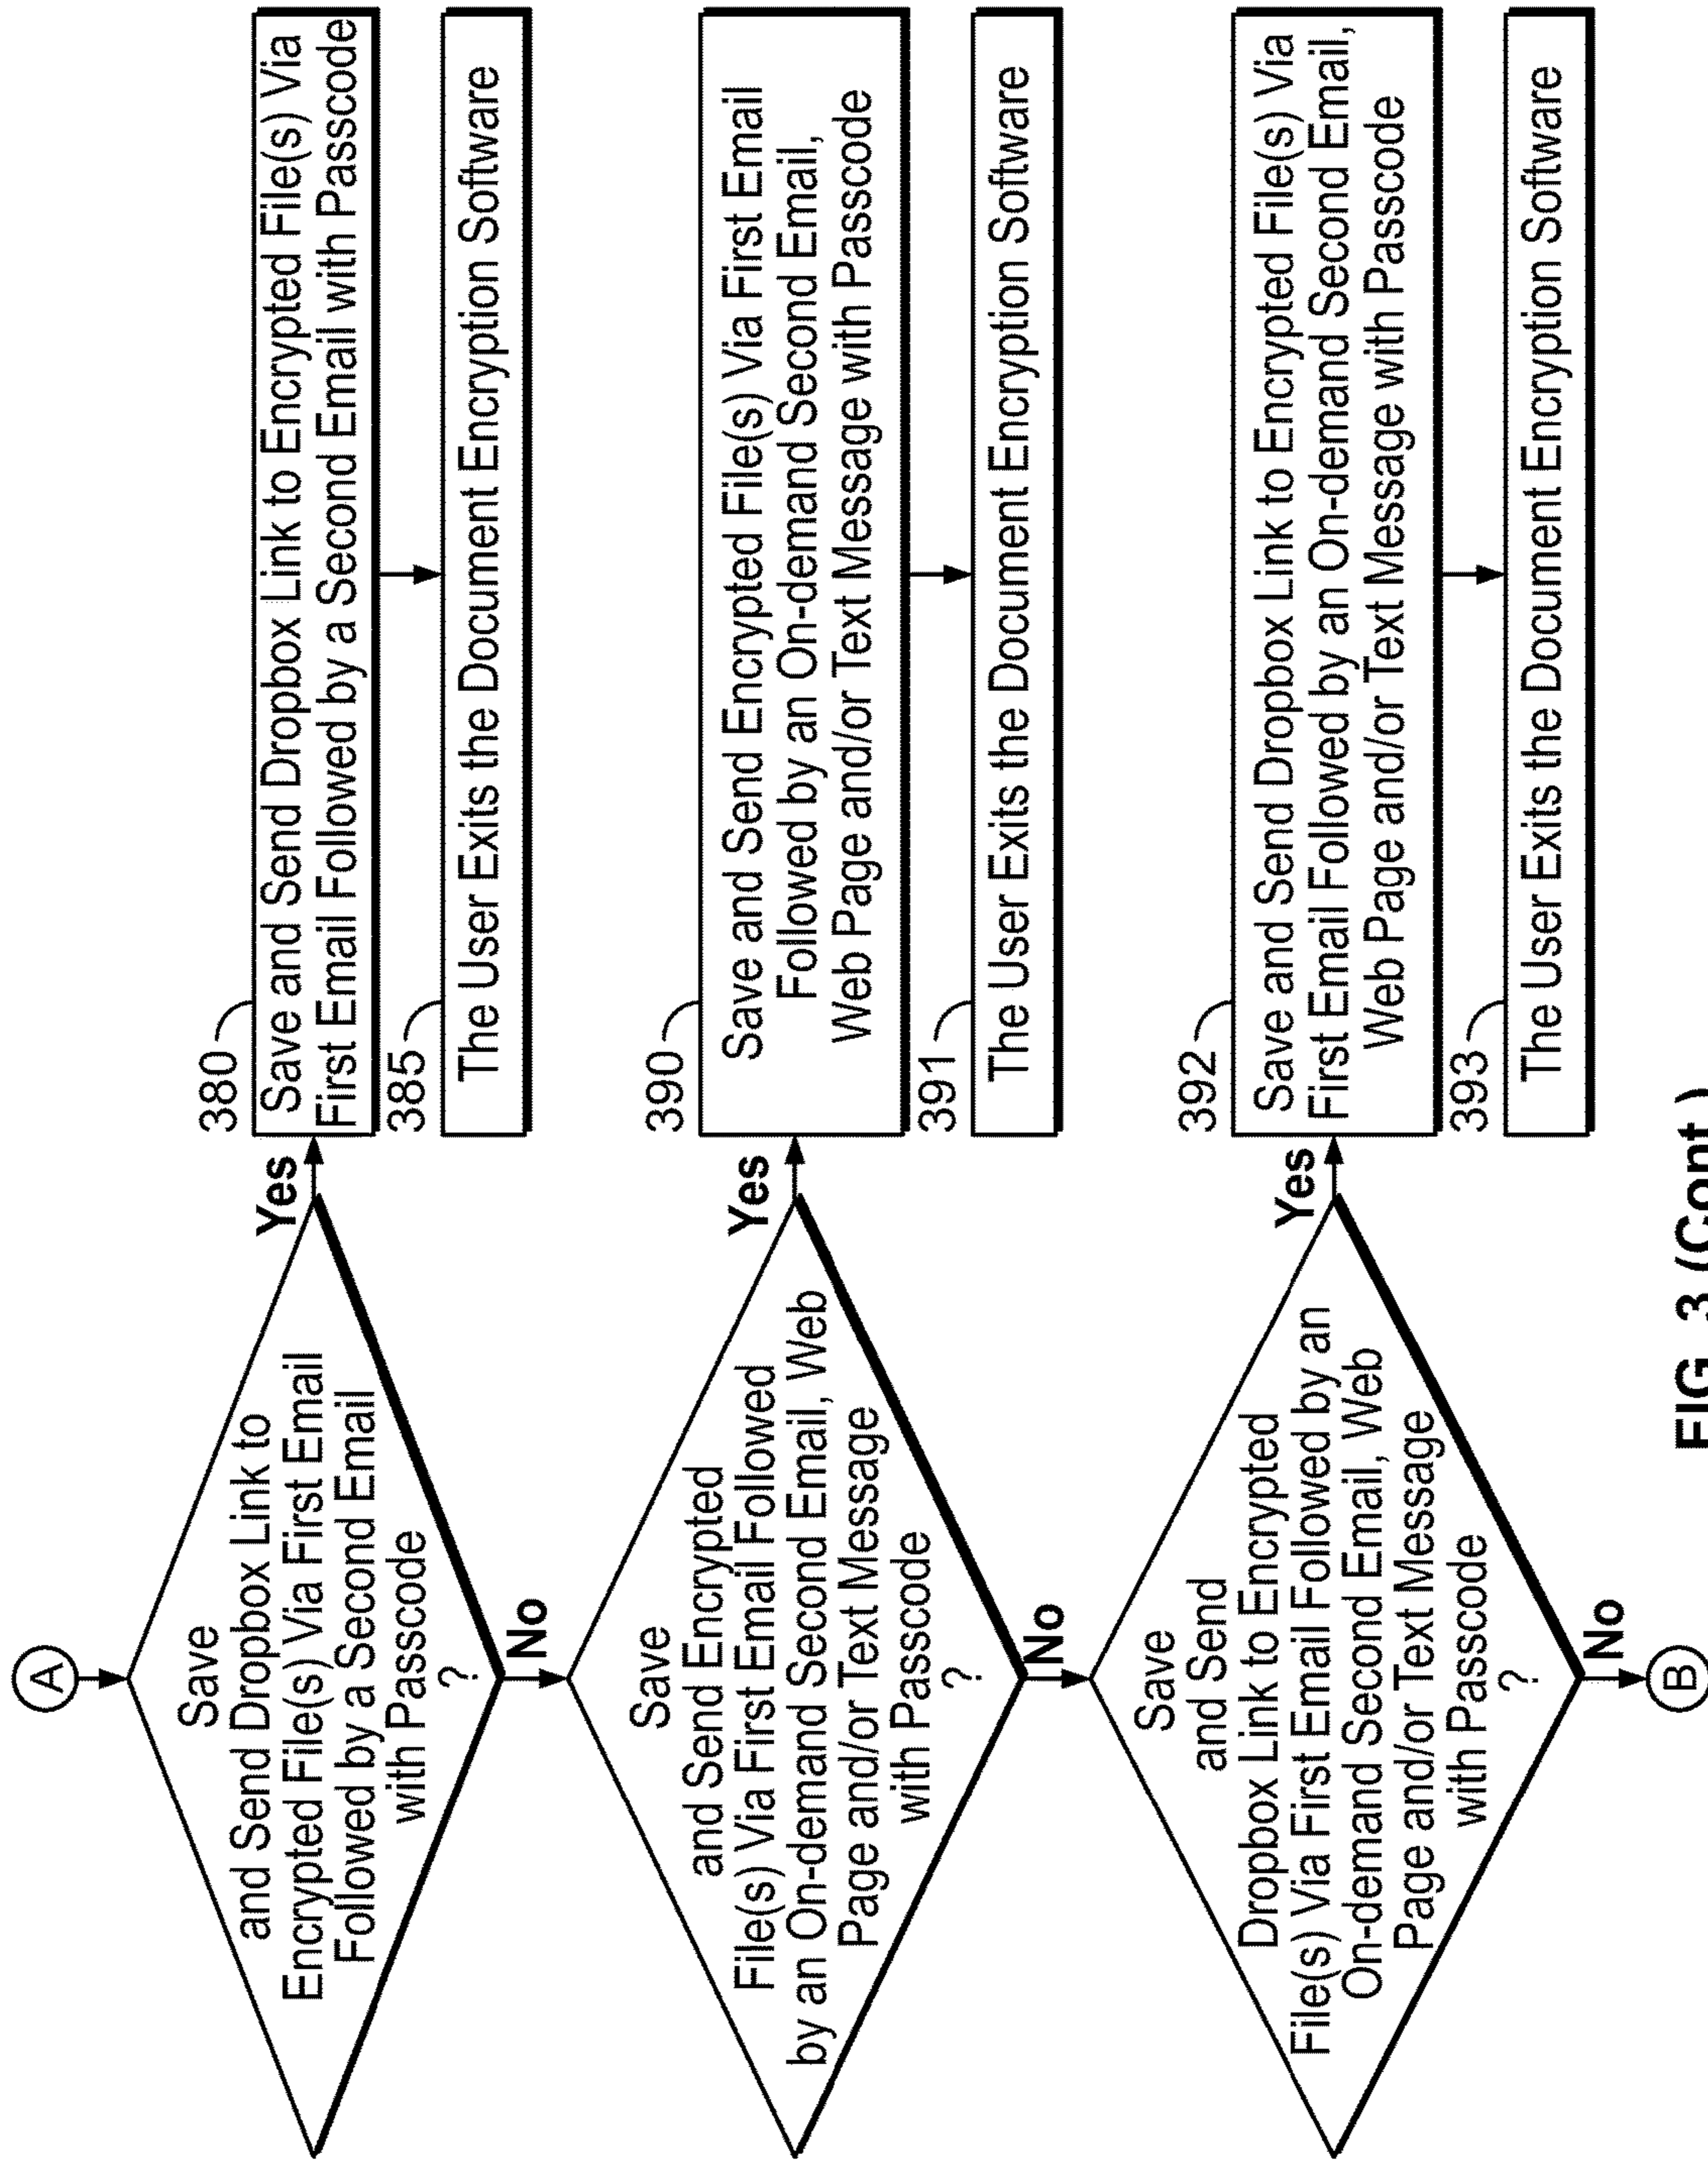 A
Save
and Send Dropbox Link to
Encrypted File(s) Via First Email
Followed by a Second Email
with Passcode
?
Yes
No
380
Save and Send Dropbox Link to Encrypted File(s) Via
First Email Followed by a Second Email with Passcode
385
The User Exits the Document Encryption Software
Save
and Send Encrypted
File(s) Via First Email Followed
by an On-demand Second Email, Web
Page and/or Text Message
with Passcode
?
Yes
No
390
Save and Send Encrypted File(s) Via First Email
Followed by an On-demand Second Email,
Web Page and/or Text Message with Passcode
391
The User Exits the Document Encryption Software
Save
and Send
Dropbox Link to Encrypted
File(s) Via First Email Followed by an
On-demand Second Email, Web
Page and/or Text Message
with Passcode
?
Yes
No
392
Save and Send Dropbox Link to Encrypted File(s) Via
First Email Followed by an On-demand Second Email,
Web Page and/or Text Message with Passcode
393
The User Exits the Document Encryption Software
B
FIG. 3 (Cont.)